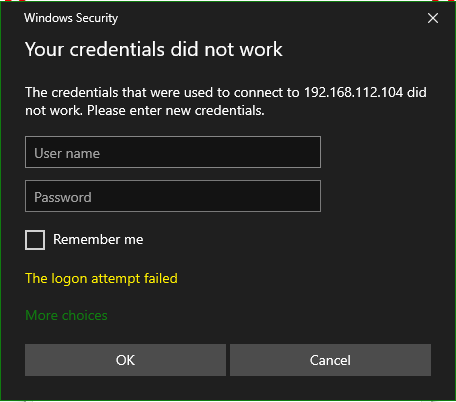 Windows Security
Your credentials did not work
The credentials that were used to connect to 192.168.112.104 did
not work. Please enter new credentials.
User name
Password
Remember me
The logon attempt failed
More choices
OK
Cancel